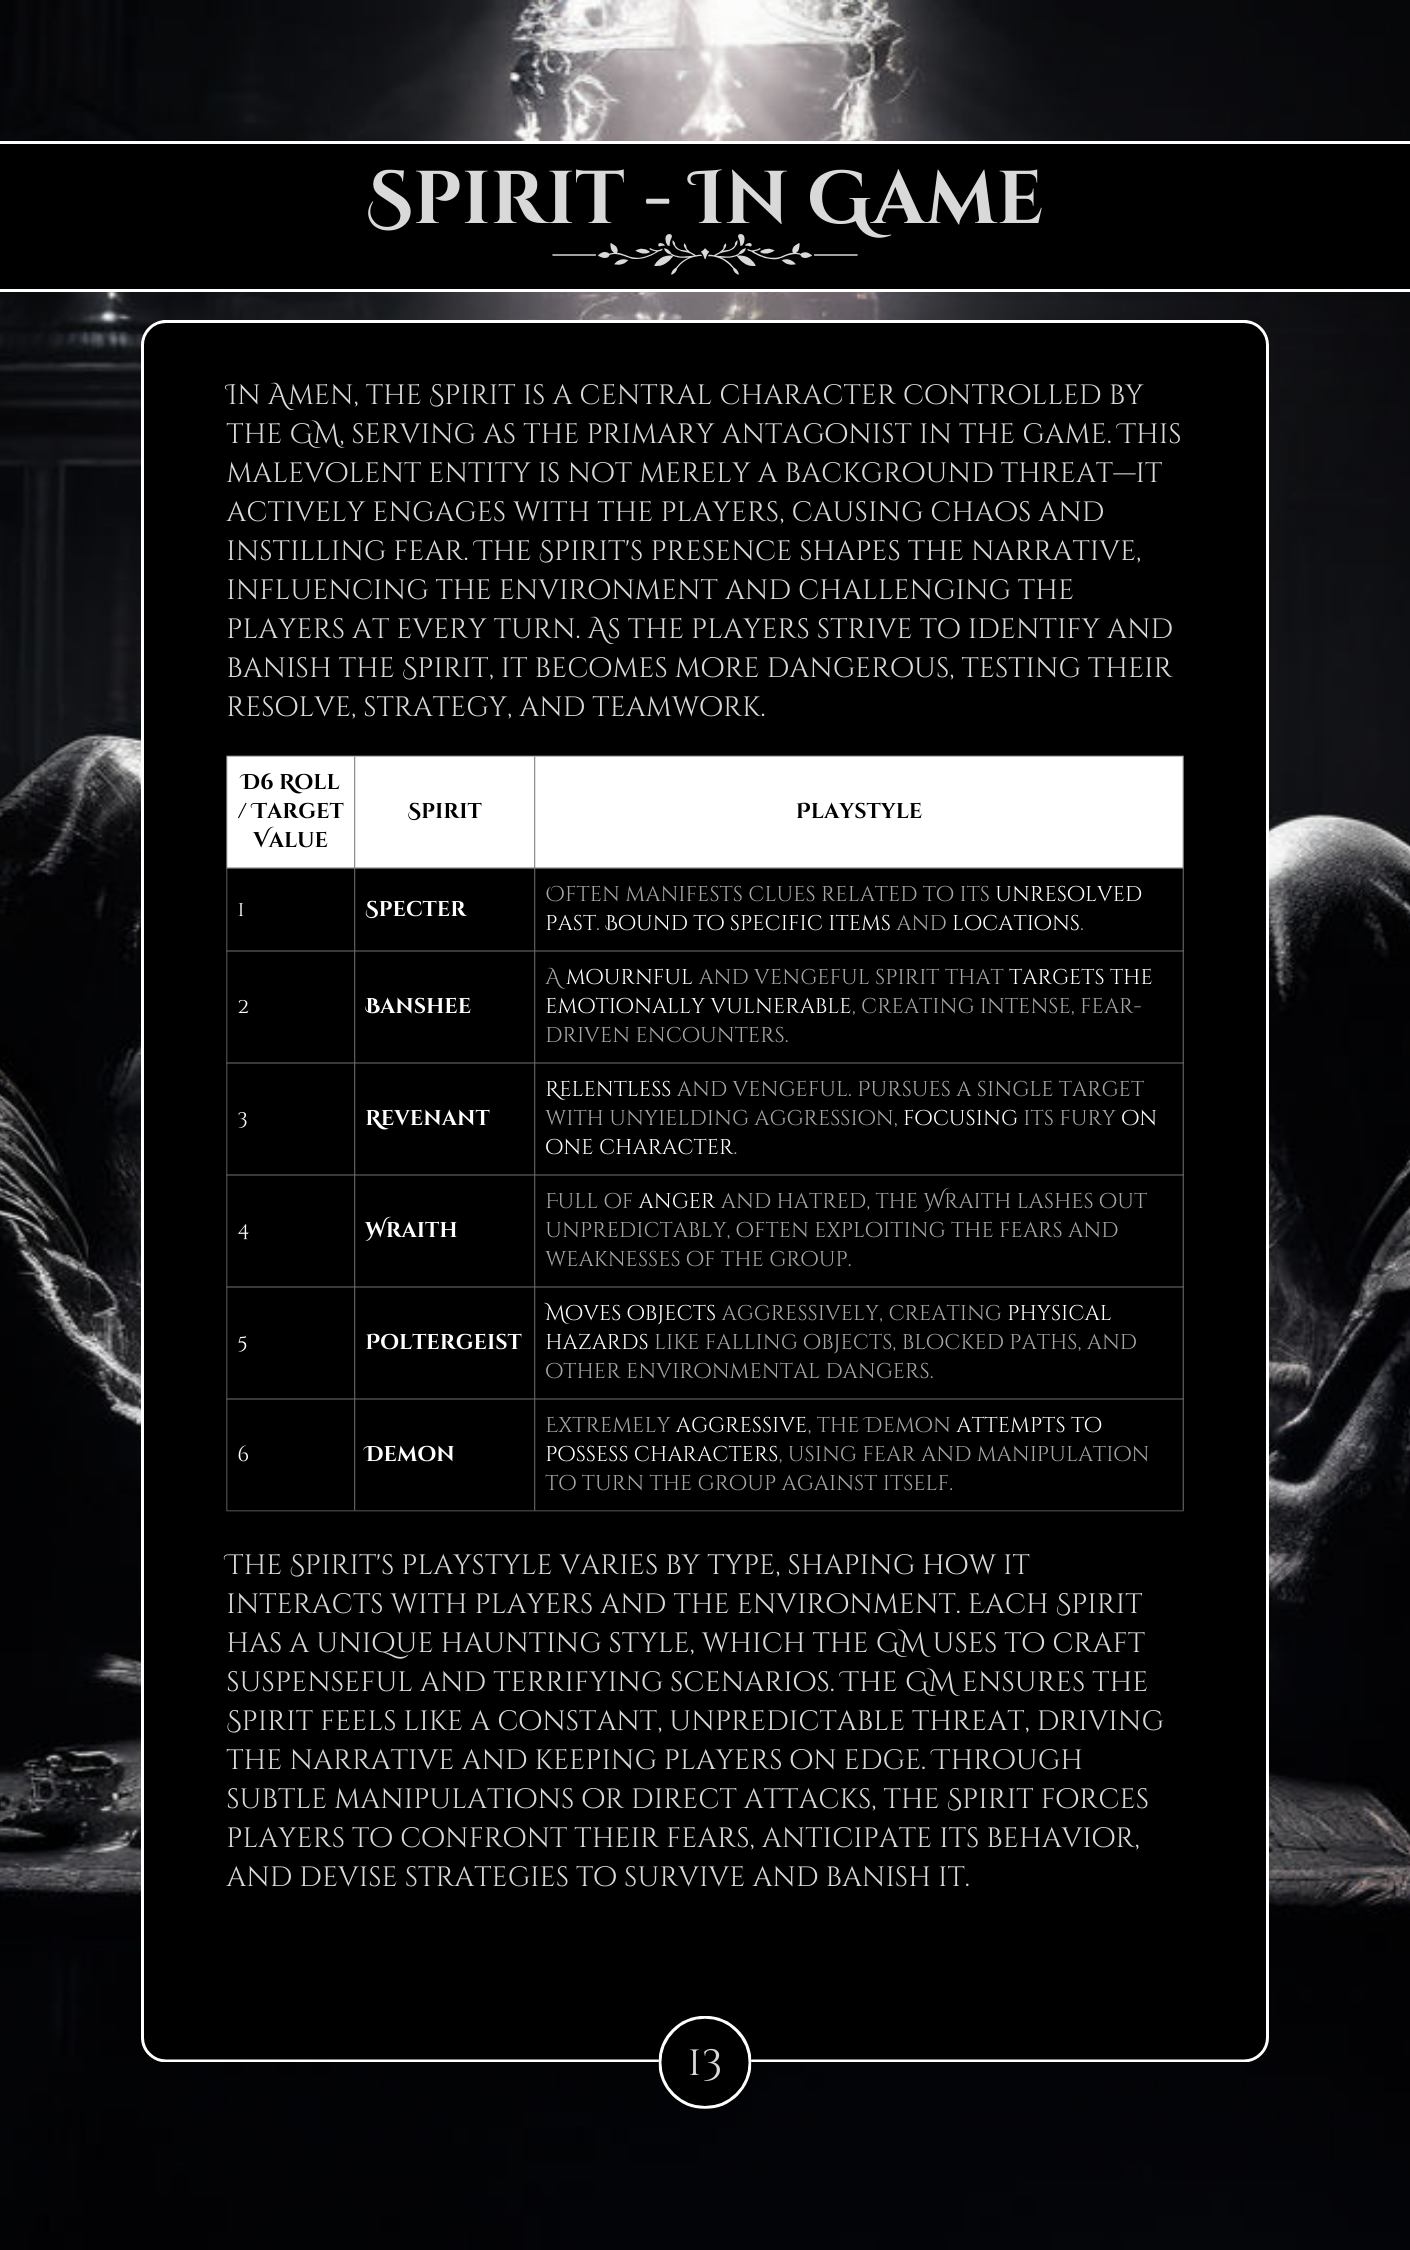 Spirit - In Game
In Amen, the Spirit is a central character controlled by
the GM, serving as the primary antagonist in the game. This
malevolent entity is not merely a background threat—it
actively engages with the players, causing chaos and
instilling fear. The Spirit's presence shapes the narrative,
influencing the environment and challenging the
players at every turn. As the players strive to identify and
banish the Spirit, it becomes more dangerous, testing their
resolve, strategy, and teamwork.
D6 Roll
/ Target
Value
Spirit
Playstyle
1
Specter
Often manifests clues related to its unresolved
past. Bound to specific items and locations.
2
Banshee
A mournful and vengeful spirit that targets the
emotionally vulnerable, creating intense, fear-
driven encounters.
3
Revenant
Relentless and vengeful. Pursues a single target
with unyielding aggression, focusing its fury on
one character.
4
Wraith
Full of anger and hatred, the Wraith lashes out
unpredictably, often exploiting the fears and
weaknesses of the group.
5
Poltergeist
Moves objects aggressively, creating physical
hazards like falling objects, blocked paths, and
other environmental dangers.
6
Demon
Extremely aggressive, the Demon attempts to
possess characters, using fear and manipulation
to turn the group against itself.
The Spirit's playstyle varies by type, shaping how it
interacts with players and the environment. Each Spirit
has a unique haunting style, which the GM uses to craft
suspenseful and terrifying scenarios. The GM ensures the
Spirit feels like a constant, unpredictable threat, driving
the narrative and keeping players on edge. Through
subtle manipulations or direct attacks, the Spirit forces
players to confront their fears, anticipate its behavior,
and devise strategies to survive and banish it.
13